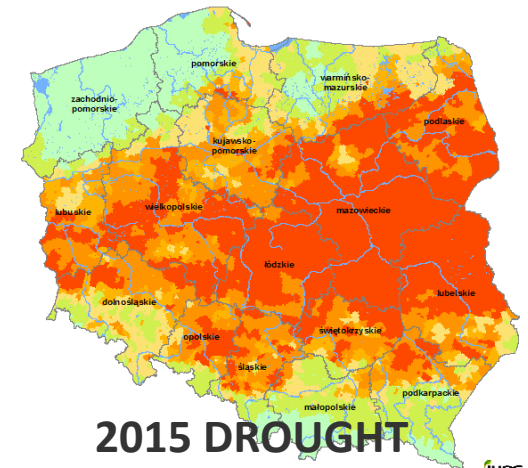 pomorskie
zachodnio-
pomorskie
warmińsko-
mazurskie
podlaskie
kujawsko-
pomorskie
lubuskie
wielkopolskie
mazowieckie
łódzkie
lubelskie
dolnośląskie
świętokrzyskie
opolskie
śląskie
podkarpackie
małopolskie
2015 DROUGHT